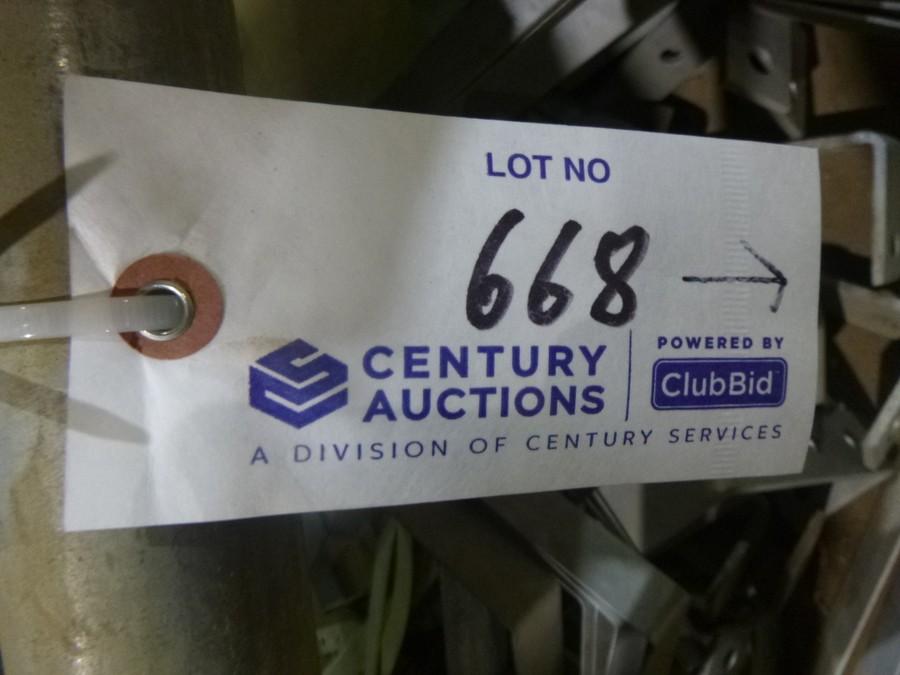 LOT NO
668 →
CENTURY
AUCTIONS
A DIVISION OF CENTURY SERVICES
POWERED BY
ClubBid